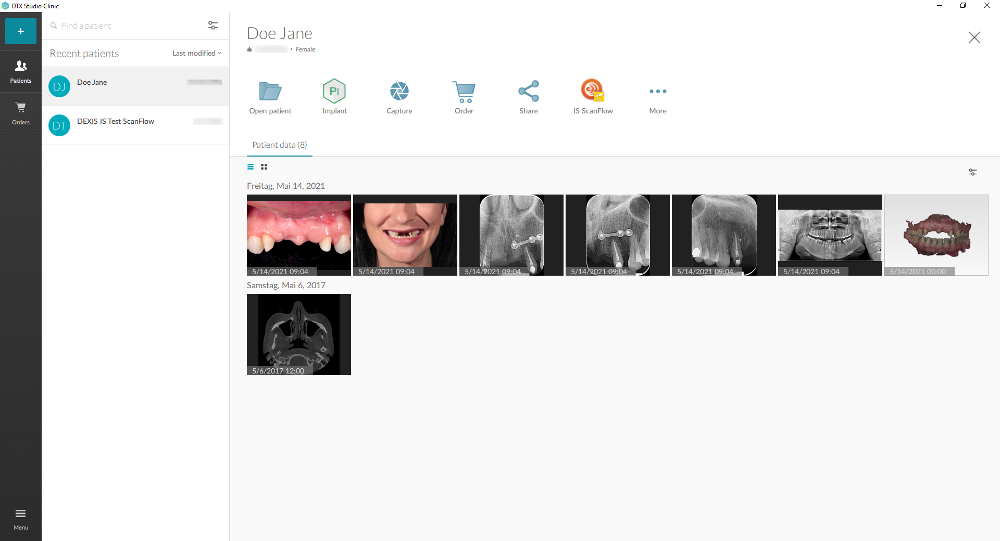 DTX Studio Clinic
+
Find a patient
Recent patients
Last modified
DJ
Doe Jane
DT
DEXIS IS Test ScanFlow
Patients
Orders
Menu
Doe Jane
• Female
Open patient
PI
Implant
Capture
Order
Share
IS ScanFlow
More
Patient data (8)
Freitag, Mai 14, 2021
5/14/2021 09:04
5/14/2021 09:04
5/14/2021 09:04
5/14/2021 09:04
5/14/2021 09:04
5/14/2021 09:04
5/14/2021 00:00
Samstag, Mai 6, 2017
5/6/2017 12:00